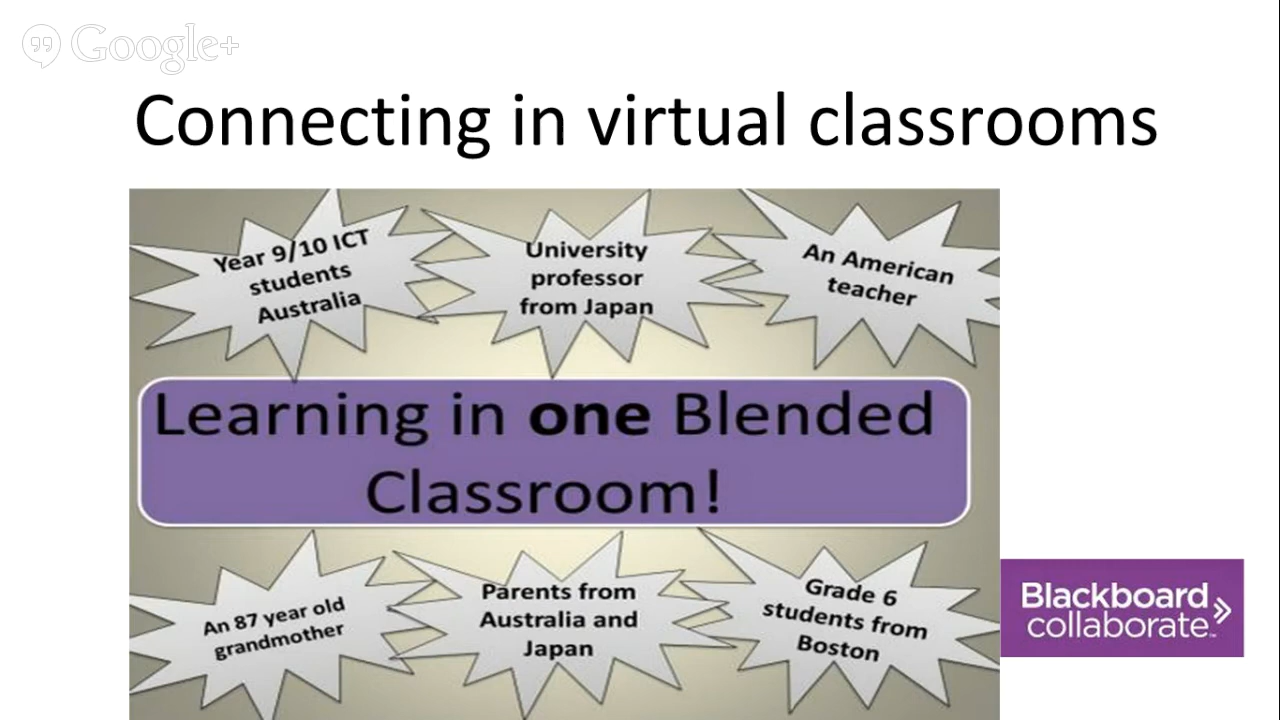 Google+
Connecting in virtual classrooms
Year 9/10 ICT
students
Australia
University
professor
from Japan
An American
teacher
Learning in one Blended
Classroom!
An 87 year old
grandmother
Parents from
Australia and
Japan
Grade 6
students from
Boston
Blackboard
collaborate™